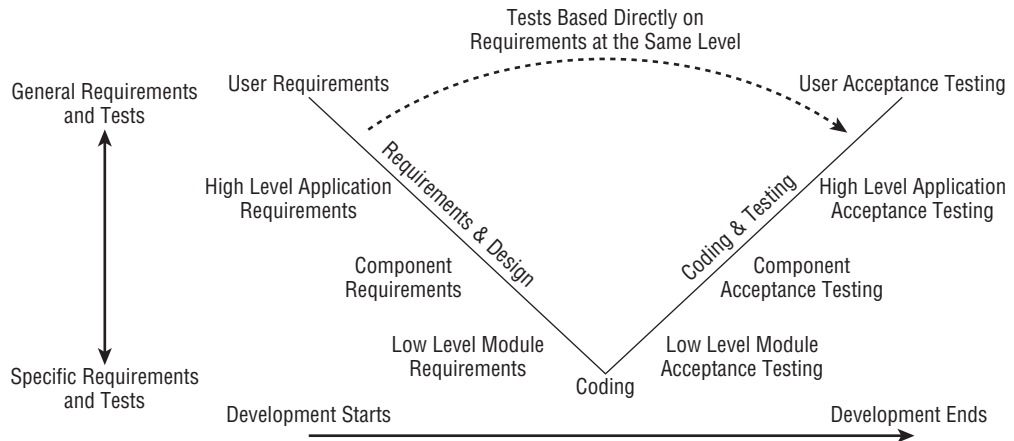 Tests Based Directly on
Requirements at the Same Level
General Requirements
and Tests
User Requirements
User Acceptance Testing
Requirements & Design
Coding & Testing
High Level Application
Requirements
High Level Application
Acceptance Testing
Component
Requirements
Component
Acceptance Testing
Low Level Module
Requirements
Low Level Module
Acceptance Testing
Specific Requirements
and Tests
Coding
Development Starts
Development Ends